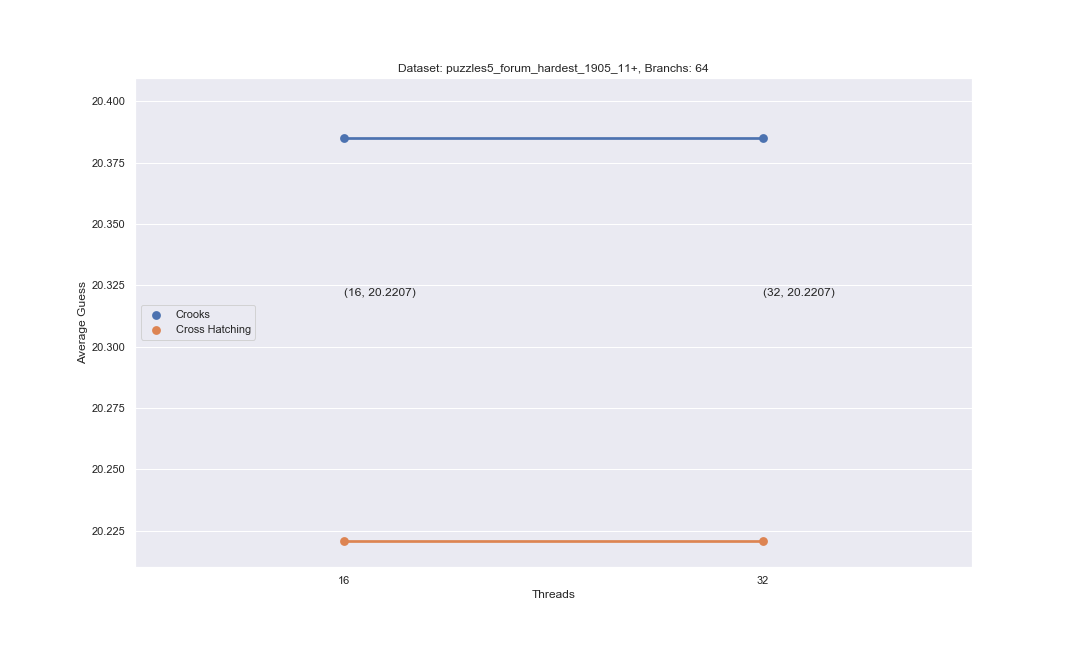 Dataset: puzzles5_forum_hardest_1905_11+, Branchs: 64
20.400
20.375
20.350
20.325
20.300
20.275
20.250
20.225
Average Guess
(16, 20.2207)
(32, 20.2207)
Crooks
Cross Hatching
16
32
Threads